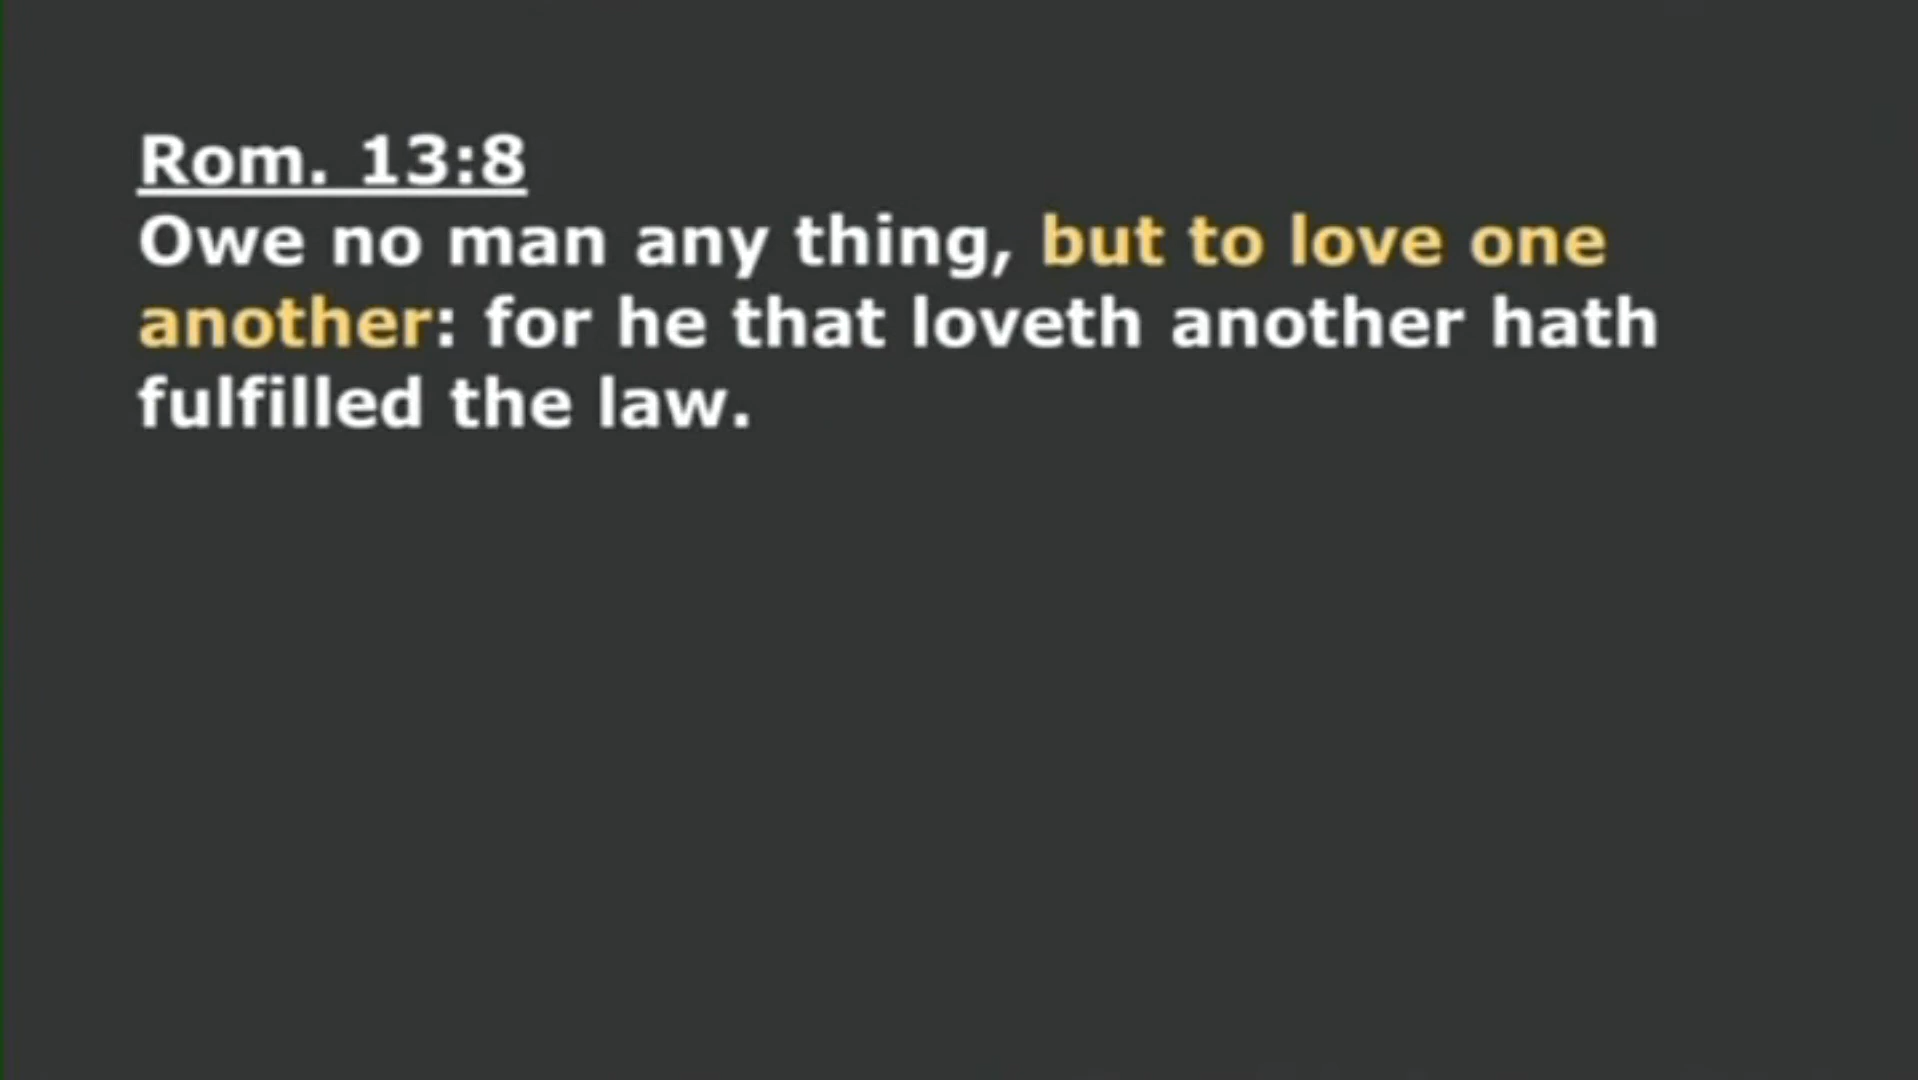 Rom. 13:8
Owe no man any thing, but to love one
another: for he that loveth another hath
fulfilled the law.